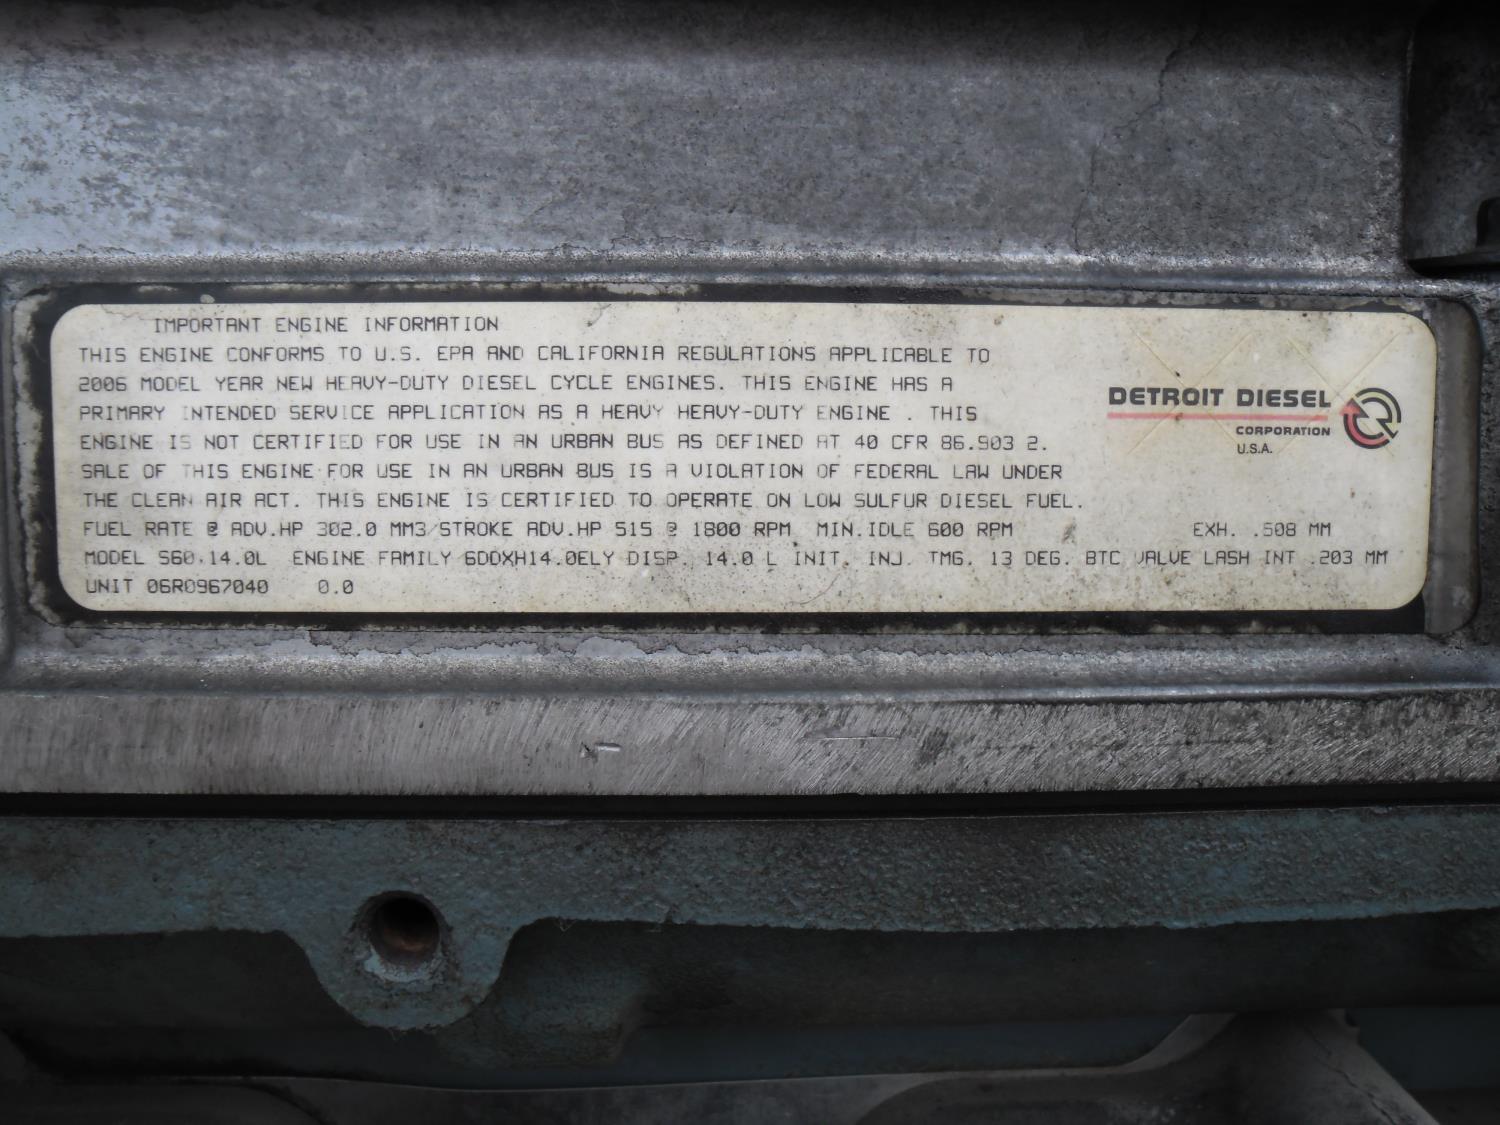 IMPORTANT ENGINE INFORMATION
THIS ENGINE CONFORMS TO U.S. EPA AND CALIFORNIA REGULATIONS APPLICABLE TO
2006 MODEL YEAR NEW HEAVY-DUTY DIESEL CYCLE ENGINES. THIS ENGINE HAS A
PRIMARY INTENDED SERVICE APPLICATION AS A HEAVY HEAVY-DUTY ENGINE . THIS
ENGINE IS NOT CERTIFIED FOR USE IN AN URBAN BUS AS DEFINED AT 40 CFR 86.903 2.
SALE OF THIS ENGINE FOR USE IN AN URBAN BUS IS A VIOLATION OF FEDERAL LAW UNDER
THE CLEAN AIR ACT. THIS ENGINE IS CERTIFIED TO OPERATE ON LOW SULFUR DIESEL FUEL.
FUEL RATE @ ADV.HP 302.0 MM3/STROKE ADV.HP 515 @ 1800 RPM. MIN.IDLE 600 RPM EXH. .508 MM
MODEL S60.14.0L ENGINE FAMILY 6DDXH14.0ELY DISP. 14.0 L INIT. INJ. TMG. 13 DEG. BTC VALVE LASH INT .203 MM
UNIT 06R0967040 0.0
DETROIT DIESEL
CORPORATION
U.S.A.